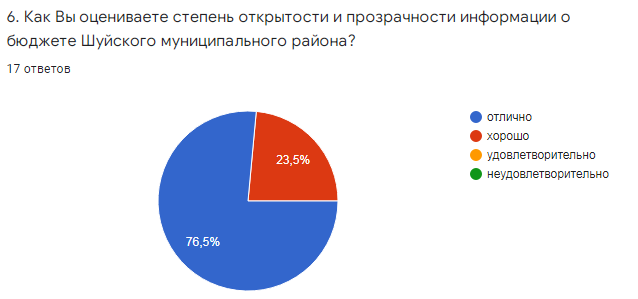 6. Как Вы оцениваете степень открытости и прозрачности информации о
бюджете Шуйского муниципального района?
17 ответов
отлично
хорошо
удовлетворительно
неудовлетворительно
23,5%
76,5%